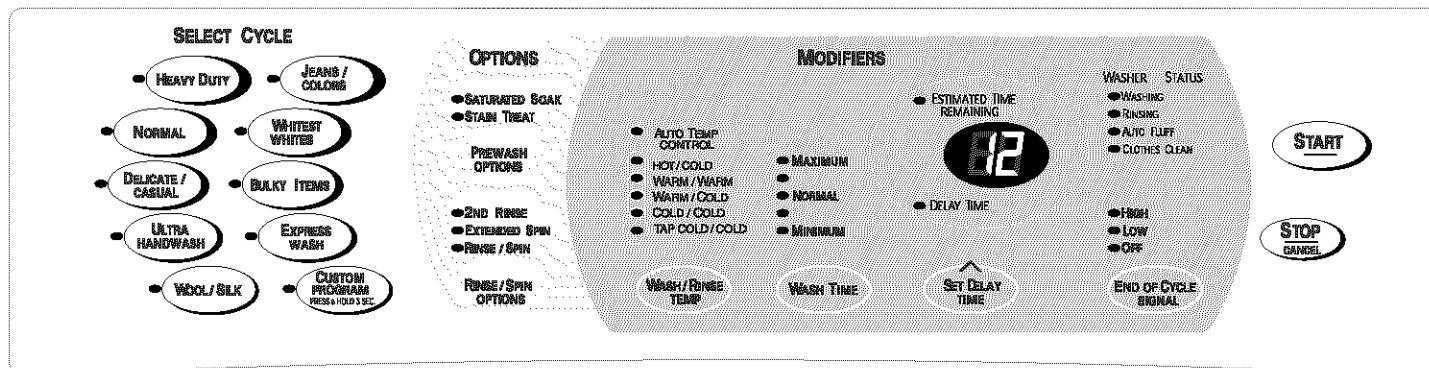 SELECT CYCLE
HEAVY DUTY
JEANS /
COLORS
NORMAL
WHITEST
WHITES
DELICATE /
CASUAL
BULKY ITEMS
ULTRA
HANDWASH
EXPRESS
WASH
WOOL / SILK
CUSTOM
PROGRAM
PRESS & HOLD 3 SEC.
OPTIONS
SATURATED SOAK
STAIN TREAT
PREWASH
OPTIONS
2ND RINSE
EXTENDED SPIN
RINSE / SPIN
RINSE / SPIN
OPTIONS
MODIFIERS
AUTO TEMP
CONTROL
HOT / COLD
WARM / WARM
WARM / COLD
COLD / COLD
TAP COLD / COLD
WASH / RINSE
TEMP
MAXIMUM
NORMAL
MINIMUM
WASH TIME
ESTIMATED TIME
REMAINING
12
DELAY TIME
SET DELAY
TIME
WASHER STATUS
WASHING
RINSING
AUTO FLUFF
CLOTHES CLEAN
HIGH
LOW
OFF
END OF CYCLE
SIGNAL
START
STOP
CANCEL